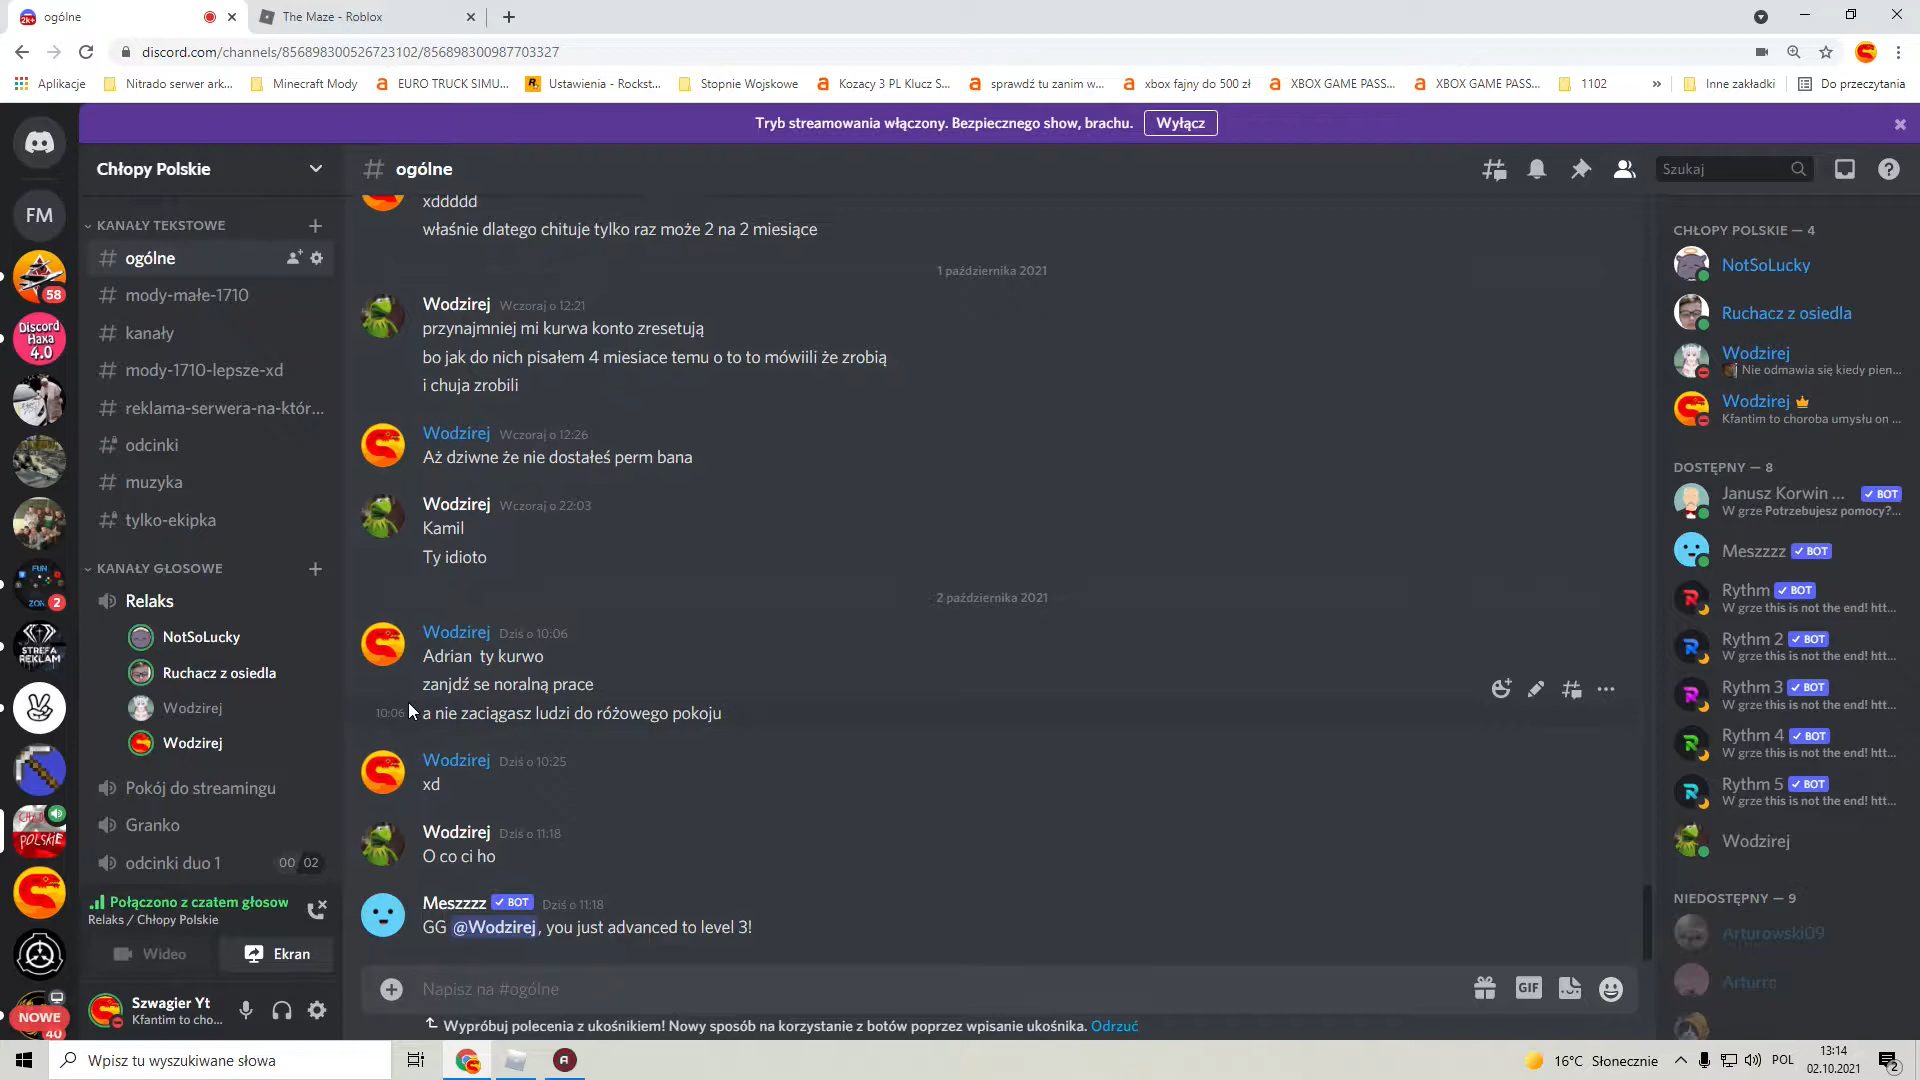 ogólne
The Maze - Roblox
discord.com/channels/856898300526723102/856898300987703327
Aplikacje
Nitrado serwer ark...
Minecraft Mody
EURO TRUCK SIMU...
Ustawienia - Rockst...
Stopnie Wojskowe
Kozacy 3 PL Klucz S...
sprawdź tu zanim w...
xbox fajny do 500 zł
XBOX GAME PASS...
XBOX GAME PASS...
1102
»
Inne zakładki
Do przeczytania
Tryb streamowania włączony. Bezpiecznego show, brachu.
Wyłącz
FM
58
Discord
Haxa
4.0
FUN
2
STREFA
REKLAM
POLSKIE
NOWE
40
Chłopy Polskie
KANAŁY TEKSTOWE
ogólne
mody-małe-1710
kanały
mody-1710-lepsze-xd
reklama-serwera-na-któr...
odcinki
muzyka
tylko-ekipka
KANAŁY GŁOSOWE
Relaks
NotSoLucky
Ruchacz z osiedla
Wodzirej
Wodzirej
Pokój do streamingu
Granko
odcinki duo 1
00 02
Połączono z czatem głosow
Relaks / Chłopy Polskie
Wideo
Ekran
Szwagier Yt
Kfantim to cho...
ogólne
Szukaj
xddddd
właśnie dlatego chituje tylko raz może 2 na 2 miesiące
1 października 2021
Wodzirej Wczoraj o 12:21
przynajmniej mi kurwa konto zresetują
bo jak do nich pisałem 4 miesiace temu o to to mówiili że zrobią
i chuja zrobili
Wodzirej Wczoraj o 12:26
Aż dziwne że nie dostałeś perm bana
Wodzirej Wczoraj o 22:03
Kamil
Ty idioto
2 października 2021
Wodzirej Dziś o 10:06
Adrian ty kurwo
zanjdź se noralną prace
10:06 a nie zaciągasz ludzi do różowego pokoju
Wodzirej Dziś o 10:25
xd
Wodzirej Dziś o 11:18
O co ci ho
Meszzzz BOT Dziś o 11:18
GG @Wodzirej, you just advanced to level 3!
Napisz na #ogólne
GIF
Wypróbuj polecenia z ukośnikiem! Nowy sposób na korzystanie z botów poprzez wpisanie ukośnika. Odrzuć
CHŁOPY POLSKIE — 4
NotSoLucky
Ruchacz z osiedla
Wodzirej
Nie odmawia się kiedy pien...
Wodzirej
Kfantim to choroba umysłu on ...
DOSTĘPNY — 8
Janusz Korwin ... BOT
W grze Potrzebujesz pomocy?...
Meszzzz BOT
Rythm BOT
W grze this is not the end! htt...
Rythm 2 BOT
W grze this is not the end! htt...
Rythm 3 BOT
W grze this is not the end! htt...
Rythm 4 BOT
W grze this is not the end! htt...
Rythm 5 BOT
W grze this is not the end! htt...
Wodzirej
NIEDOSTĘPNY — 9
Arturowski09
Arturro
Wpisz tu wyszukiwane słowa
16°C Słonecznie
POL
13:14
02.10.2021
2